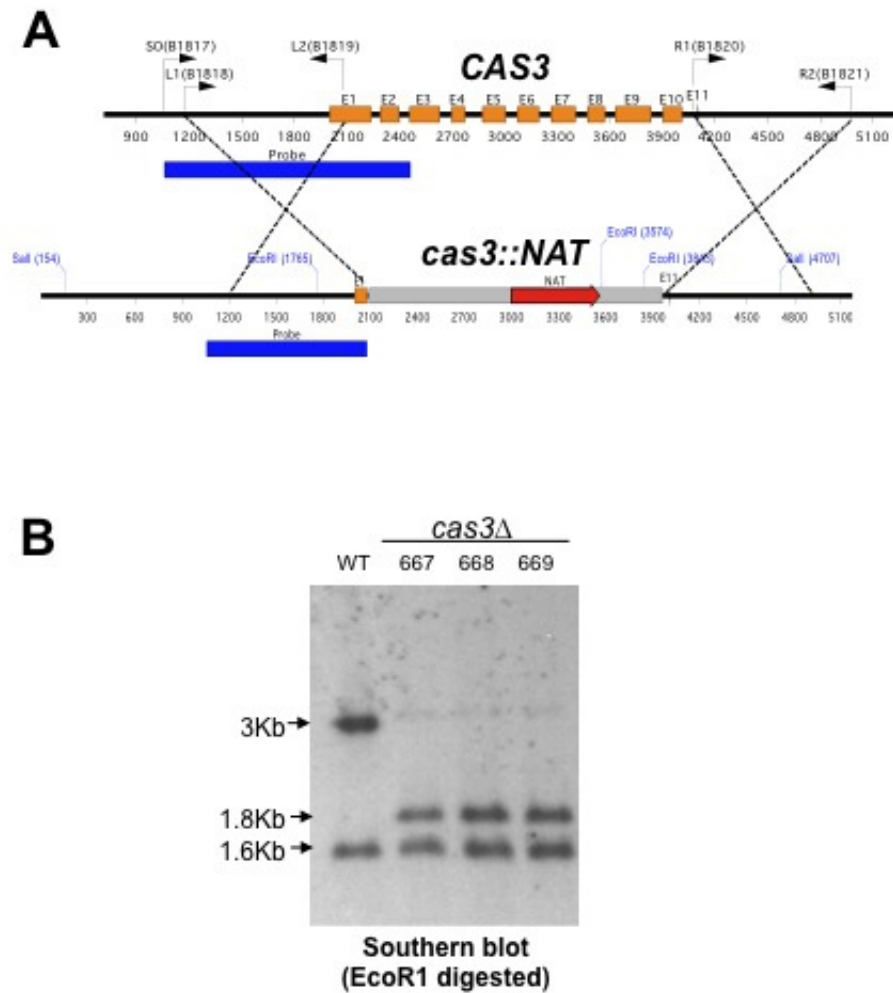 A
SO(B1817)
L2(B1819)
CAS3
R1(B1820)
L1(B1818)
R2(B1821)
E1 E2 E3 E4 E5 E6 E7 E8 E9 E10 E11
900 1200 1500 1800 2100 2400 2700 3000 3300 3600 3900 4200 4500 4800 5100
Probe
cas3::NAT
EcoRI (3574)
SalI (154)
EcoRI (1765)
SalI (4707)
NAT
E11
300 600 900 1200 1500 1800 2100 2400 2700 3000 3300 3600 3900 4200 4500 4800 5100
Probe
B
cas3Δ
WT 667 668 669
3Kb
1.8Kb
1.6Kb
Southern blot
(EcoR1 digested)